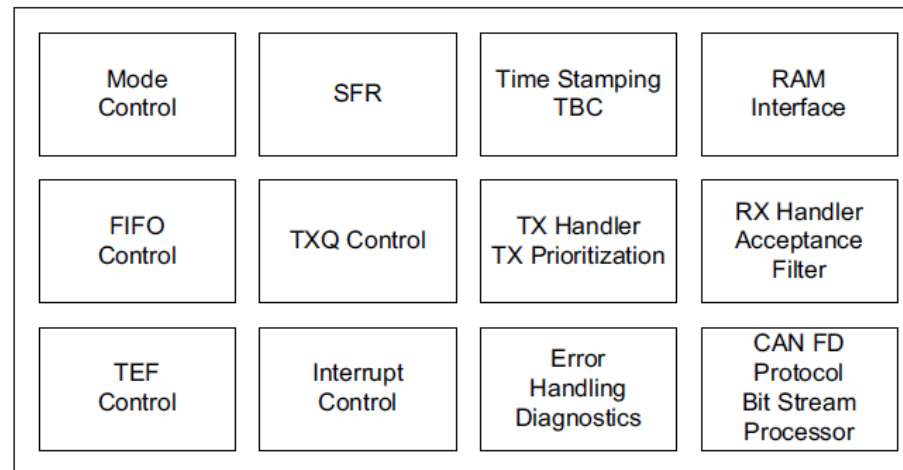 Mode
Control
SFR
Time Stamping
TBC
RAM
Interface
FIFO
Control
TXQ Control
TX Handler
TX Prioritization
RX Handler
Acceptance
Filter
TEF
Control
Interrupt
Control
Error
Handling
Diagnostics
CAN FD
Protocol
Bit Stream
Processor